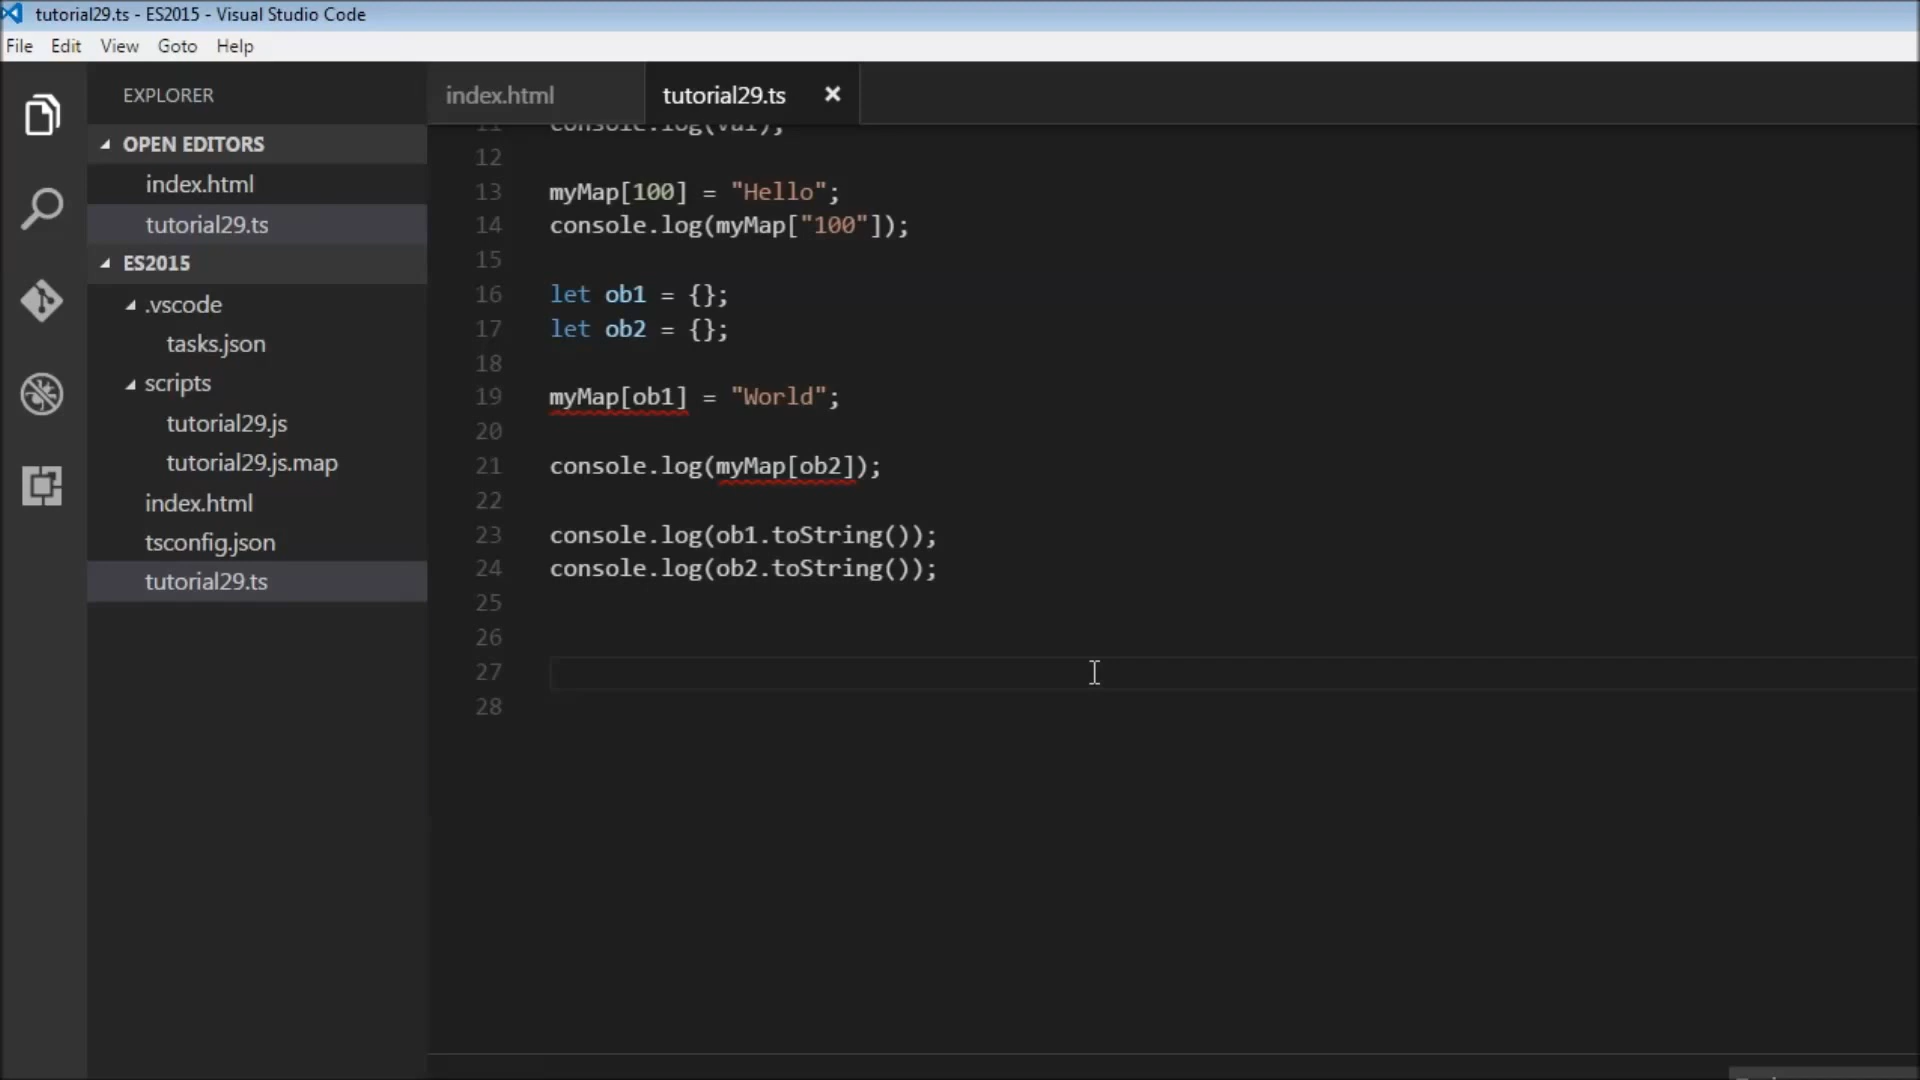 tutorial29.ts - ES2015 - Visual Studio Code
File Edit View Goto Help
EXPLORER
OPEN EDITORS
index.html
tutorial29.ts
ES2015
.vscode
tasks.json
scripts
tutorial29.js
tutorial29.js.map
index.html
tsconfig.json
tutorial29.ts
index.html tutorial29.ts
11 console.log(val);
12
13 myMap[100] = "Hello";
14 console.log(myMap["100"]);
15
16 let ob1 = {};
17 let ob2 = {};
18
19 myMap[ob1] = "World";
20
21 console.log(myMap[ob2]);
22
23 console.log(ob1.toString());
24 console.log(ob2.toString());
25
26
27
28